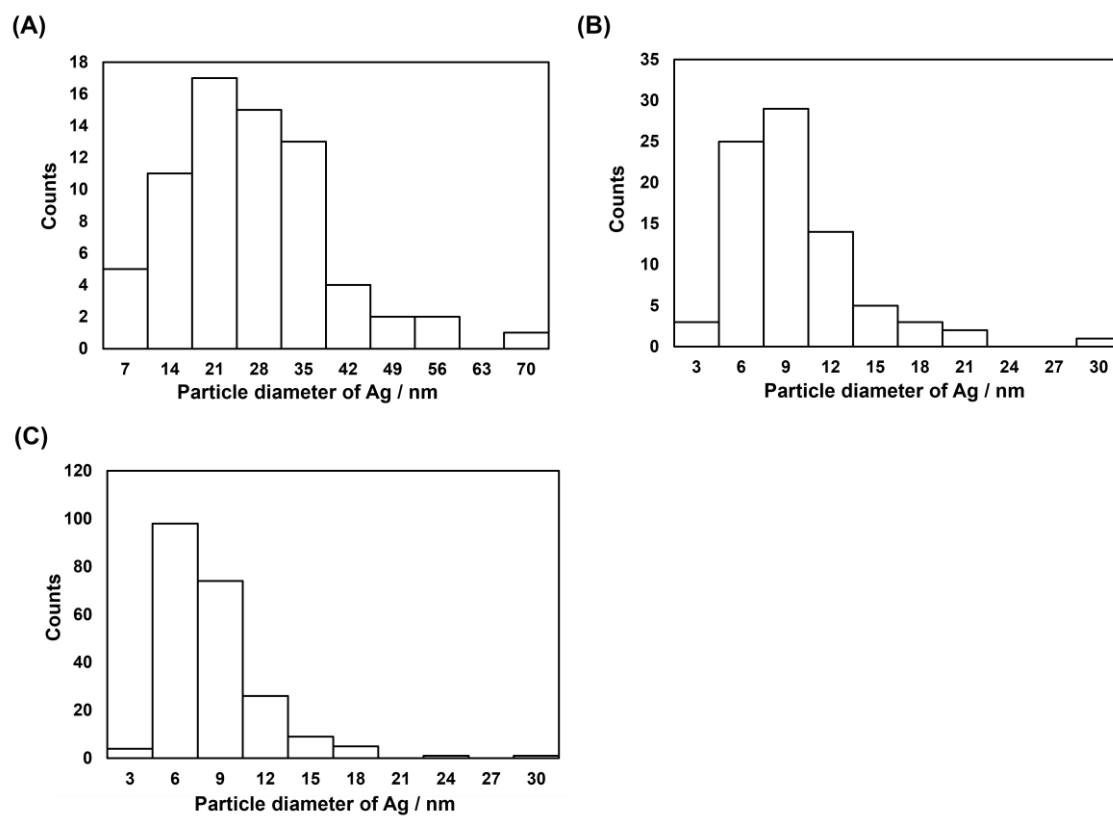 (A)
18
16
14
12
10
8
6
4
2
0
Counts
7 14 21 28 35 42 49 56 63 70
Particle diameter of Ag / nm
(B)
35
30
25
20
15
10
5
0
Counts
3 6 9 12 15 18 21 24 27 30
Particle diameter of Ag / nm
(C)
120
100
80
60
40
20
0
Counts
3 6 9 12 15 18 21 24 27 30
Particle diameter of Ag / nm